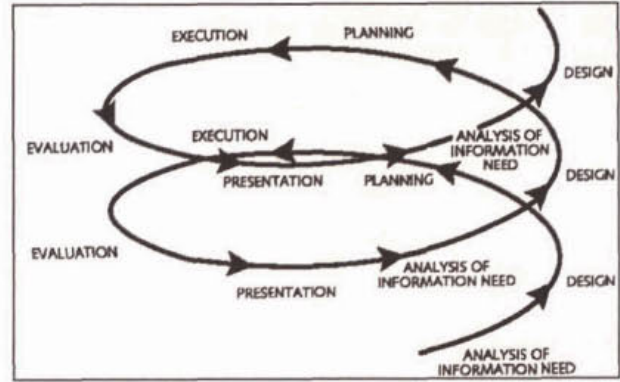 EXECUTION
PLANNING
DESIGN
EVALUATION
EXECUTION
ANALYSIS OF
INFORMATION
NEED
PRESENTATION
PLANNING
DESIGN
EVALUATION
ANALYSIS OF
INFORMATION NEED
PRESENTATION
DESIGN
ANALYSIS OF
INFORMATION NEED